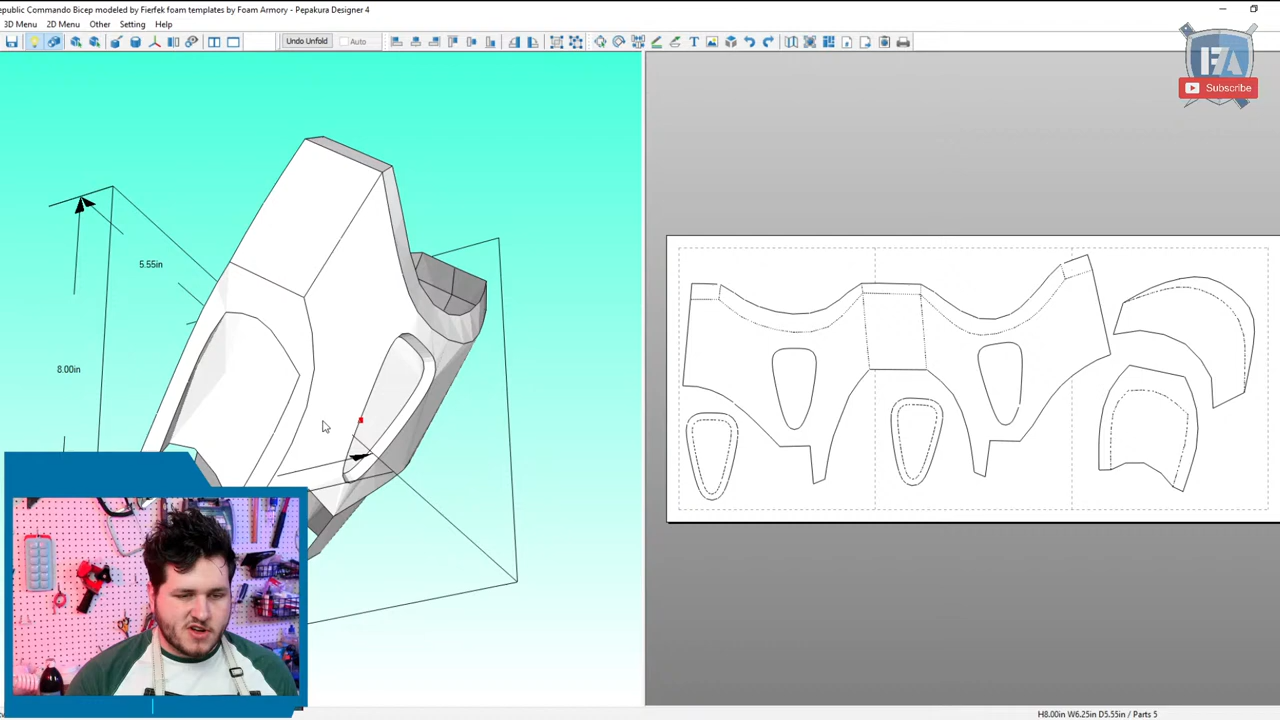 epublic Commando Bicep modeled by Fierfek foam templates by Foam Armory - Pepakura Designer 4
3D Menu 2D Menu Other Setting Help
Undo Unfold Auto
FA
Subscribe
5.55in
8.00in
H8.00in W6.25in D5.55in / Parts 5